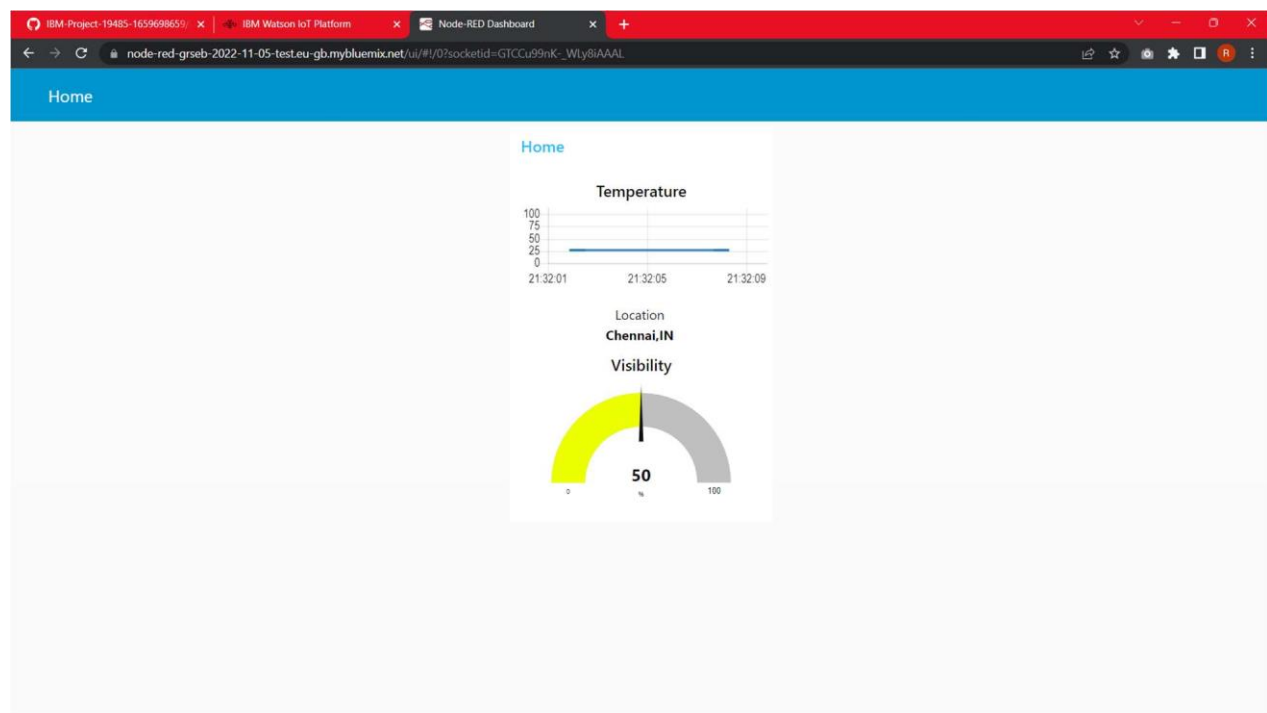 IBM-Project-19485-1659698659/
IBM Watson IoT Platform
Node-RED Dashboard
node-red-grseb-2022-11-05-test.eu-gb.mybluemix.net/ui/#!/0?socketid=GTCCu99nK-_WLy8iAAAL
R
Home
Home
Temperature
100
75
50
25
0
21:32:01 21:32:05 21:32:09
Location
Chennai,IN
Visibility
50
0 % 100